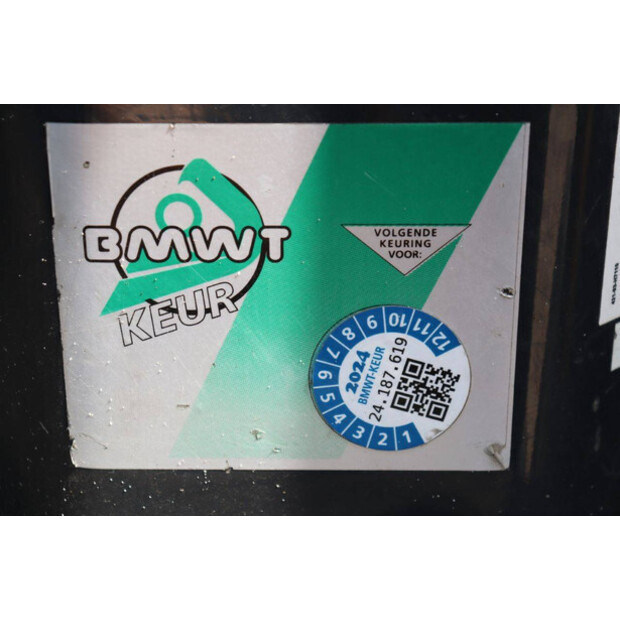 BMWT
KEUR
VOLGENDE
KEURING
VOOR:
2024
BMWT-KEUR
24.187.619
1 2 3 4 5 6 7 8 9 10 11 12